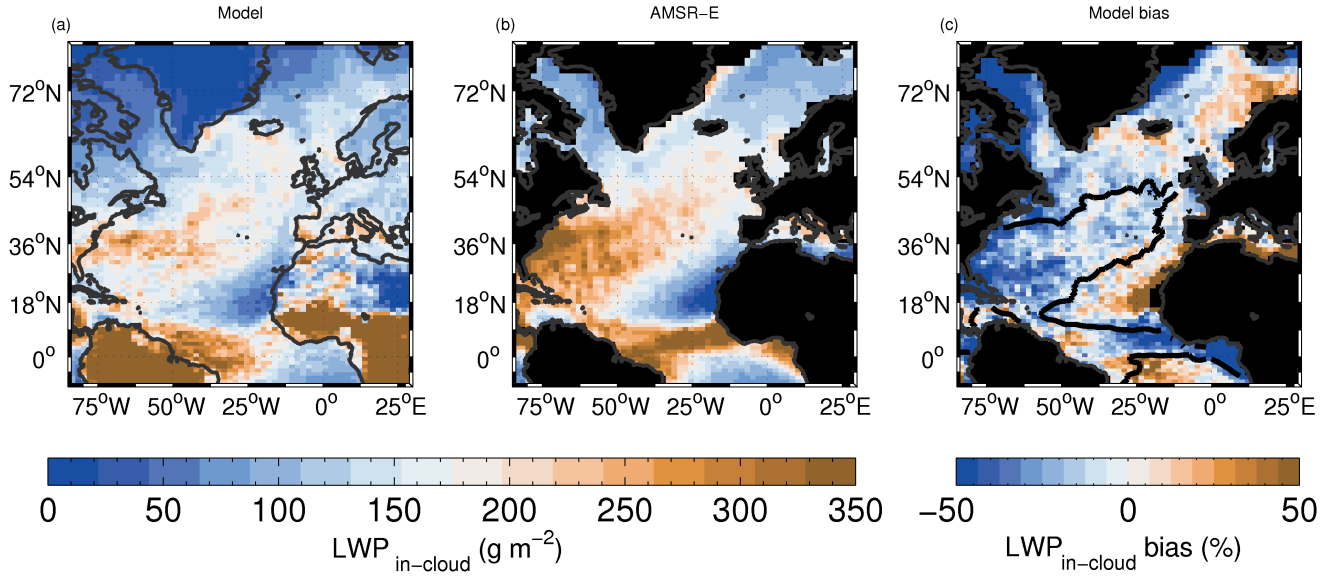 (a) Model
(b) AMSR−E
(c) Model bias
72°N
54°N
36°N
18°N
0°
75°W 50°W 25°W 0° 25°E
72°N
54°N
36°N
18°N
0°
75°W 50°W 25°W 0° 25°E
72°N
54°N
36°N
18°N
0°
75°W 50°W 25°W 0° 25°E
0 50 100 150 200 250 300 350
LWP in−cloud (g m−2)
−50 0 50
LWP in−cloud bias (%)